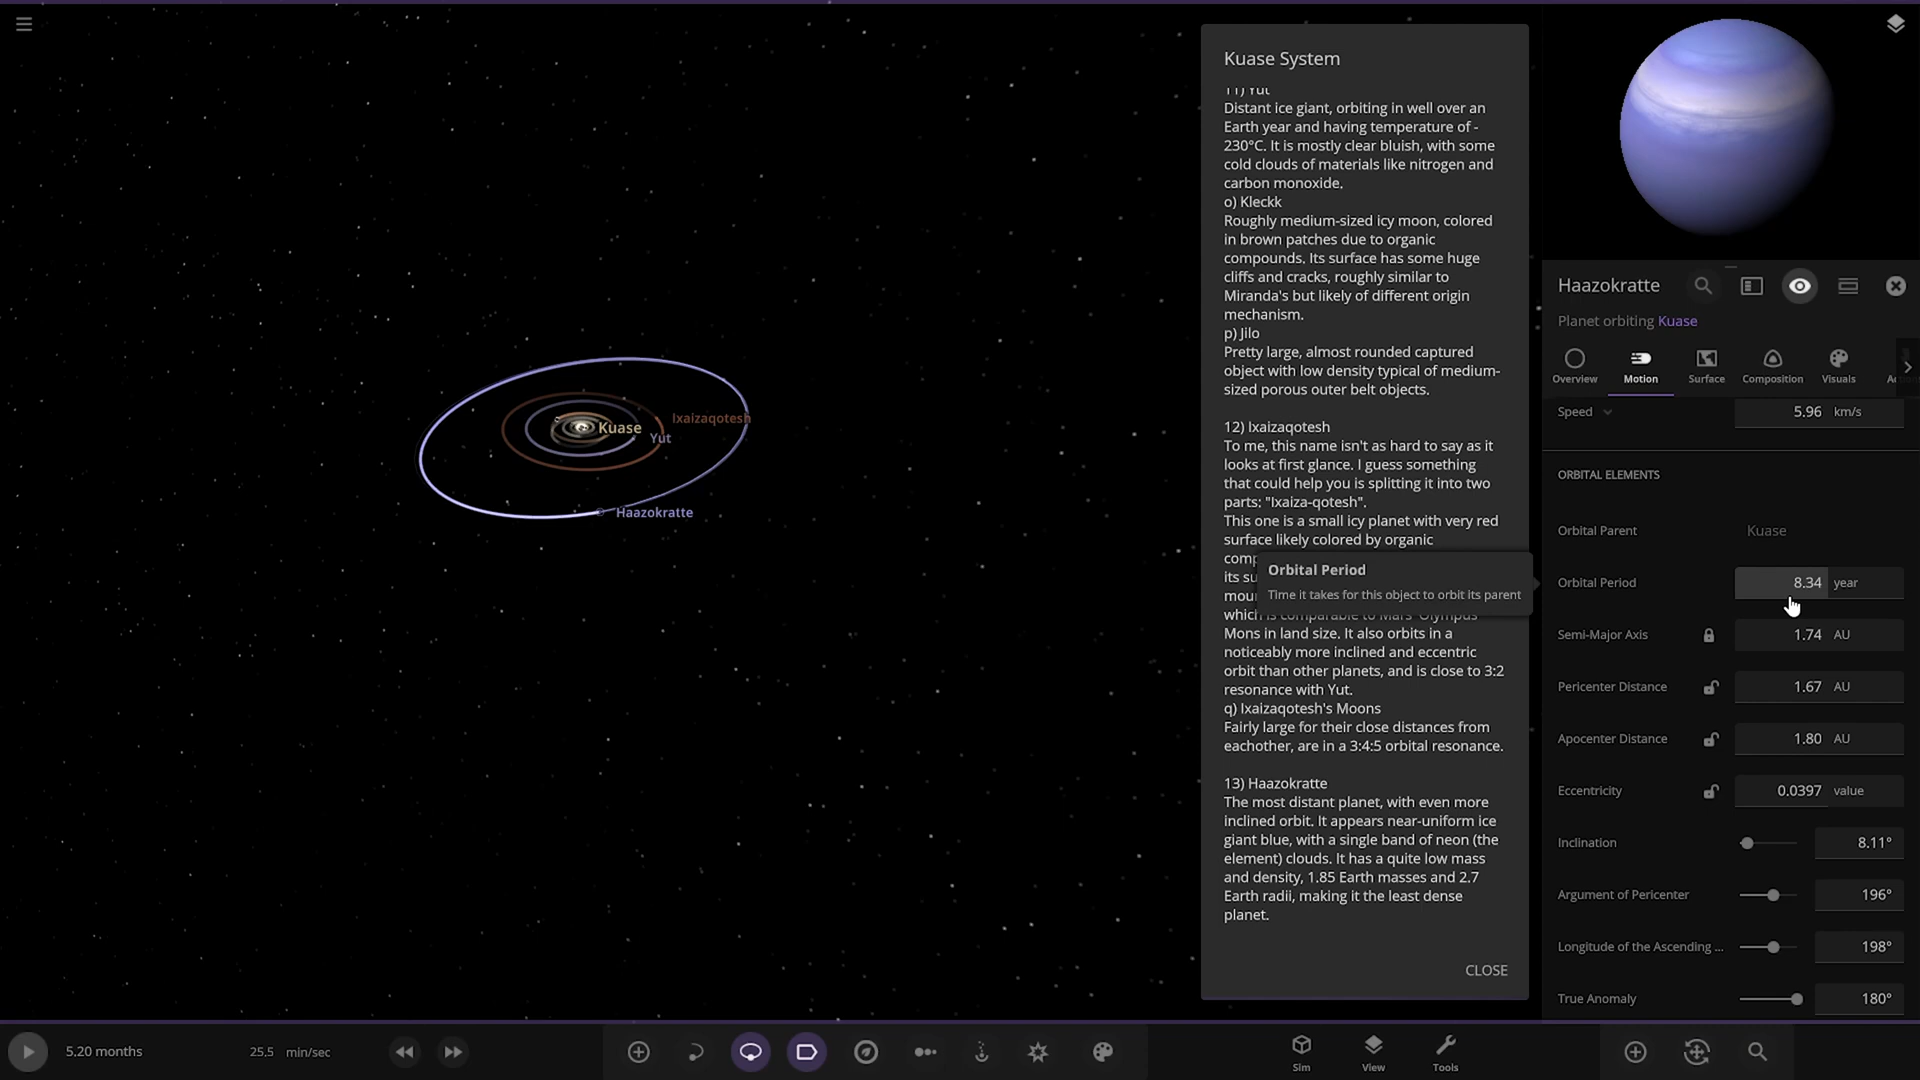 Kuase System
11) Yut
Distant ice giant, orbiting in well over an
Earth year and having temperature of -
230°C. It is mostly clear bluish, with some
cold clouds of materials like nitrogen and
carbon monoxide.
o) Kleckk
Roughly medium-sized icy moon, colored
in brown patches due to organic
compounds. Its surface has some huge
cliffs and cracks, roughly similar to
Miranda's but likely of different origin
mechanism.
p) Jilo
Pretty large, almost rounded captured
object with low density typical of medium-
sized porous outer belt objects.
12) Ixaizaqotesh
To me, this name isn't as hard to say as it
looks at first glance. I guess something
that could help you is splitting it into two
parts: "Ixaiza-qotesh".
This one is a small icy planet with very red
surface likely colored by organic
its su
which is comparable to Mars' Olympus
Mons in land size. It also orbits in a
noticeably more inclined and eccentric
orbit than other planets, and is close to 3:2
resonance with Yut.
q) Ixaizaqotesh's Moons
Fairly large for their close distances from
eachother, are in a 3:4:5 orbital resonance.
13) Haazokratte
The most distant planet, with even more
inclined orbit. It appears near-uniform ice
giant blue, with a single band of neon (the
element) clouds. It has a quite low mass
and density, 1.85 Earth masses and 2.7
Earth radii, making it the least dense
planet.
CLOSE
Orbital Period
Time it takes for this object to orbit its parent
Ixaizaqotesh
Kuase
Yut
Haazokratte
Haazokratte
Planet orbiting Kuase
Overview Motion Surface Composition Visuals
Speed 5.96 km/s
ORBITAL ELEMENTS
Orbital Parent Kuase
Orbital Period 8.34 year
Semi-Major Axis 1.74 AU
Pericenter Distance 1.67 AU
Apocenter Distance 1.80 AU
Eccentricity 0.0397 value
Inclination 8.11°
Argument of Pericenter 196°
Longitude of the Ascending ... 198°
True Anomaly 180°
5.20 months 25,5 min/sec
Sim View Tools